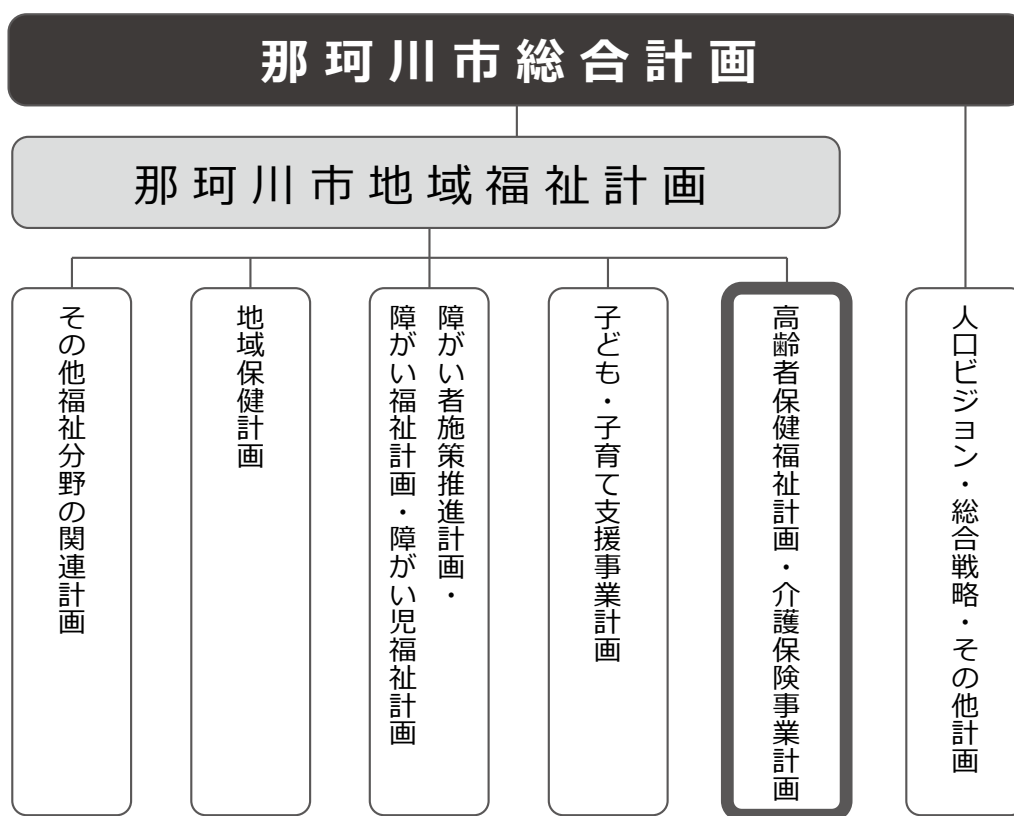 那珂川市総合計画
那珂川市地域福祉計画
その他福祉分野の関連計画
地域保健計画
障がい者施策推進計画・
障がい福祉計画・障がい児福祉計画
子ども・子育て支援事業計画
高齢者保健福祉計画・介護保険事業計画
人口ビジョン・総合戦略・その他計画